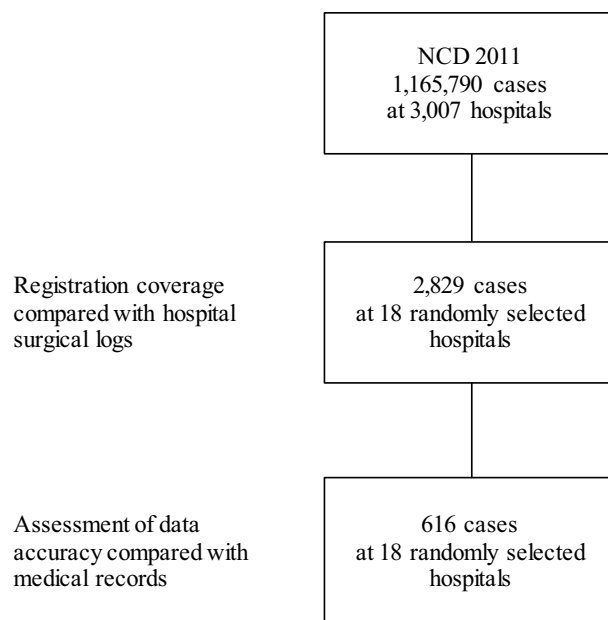 NCD 2011
1,165,790 cases
at 3,007 hospitals
Registration coverage
compared with hospital
surgical logs
2,829 cases
at 18 randomly selected
hospitals
Assessment of data
accuracy compared with
medical records
616 cases
at 18 randomly selected
hospitals